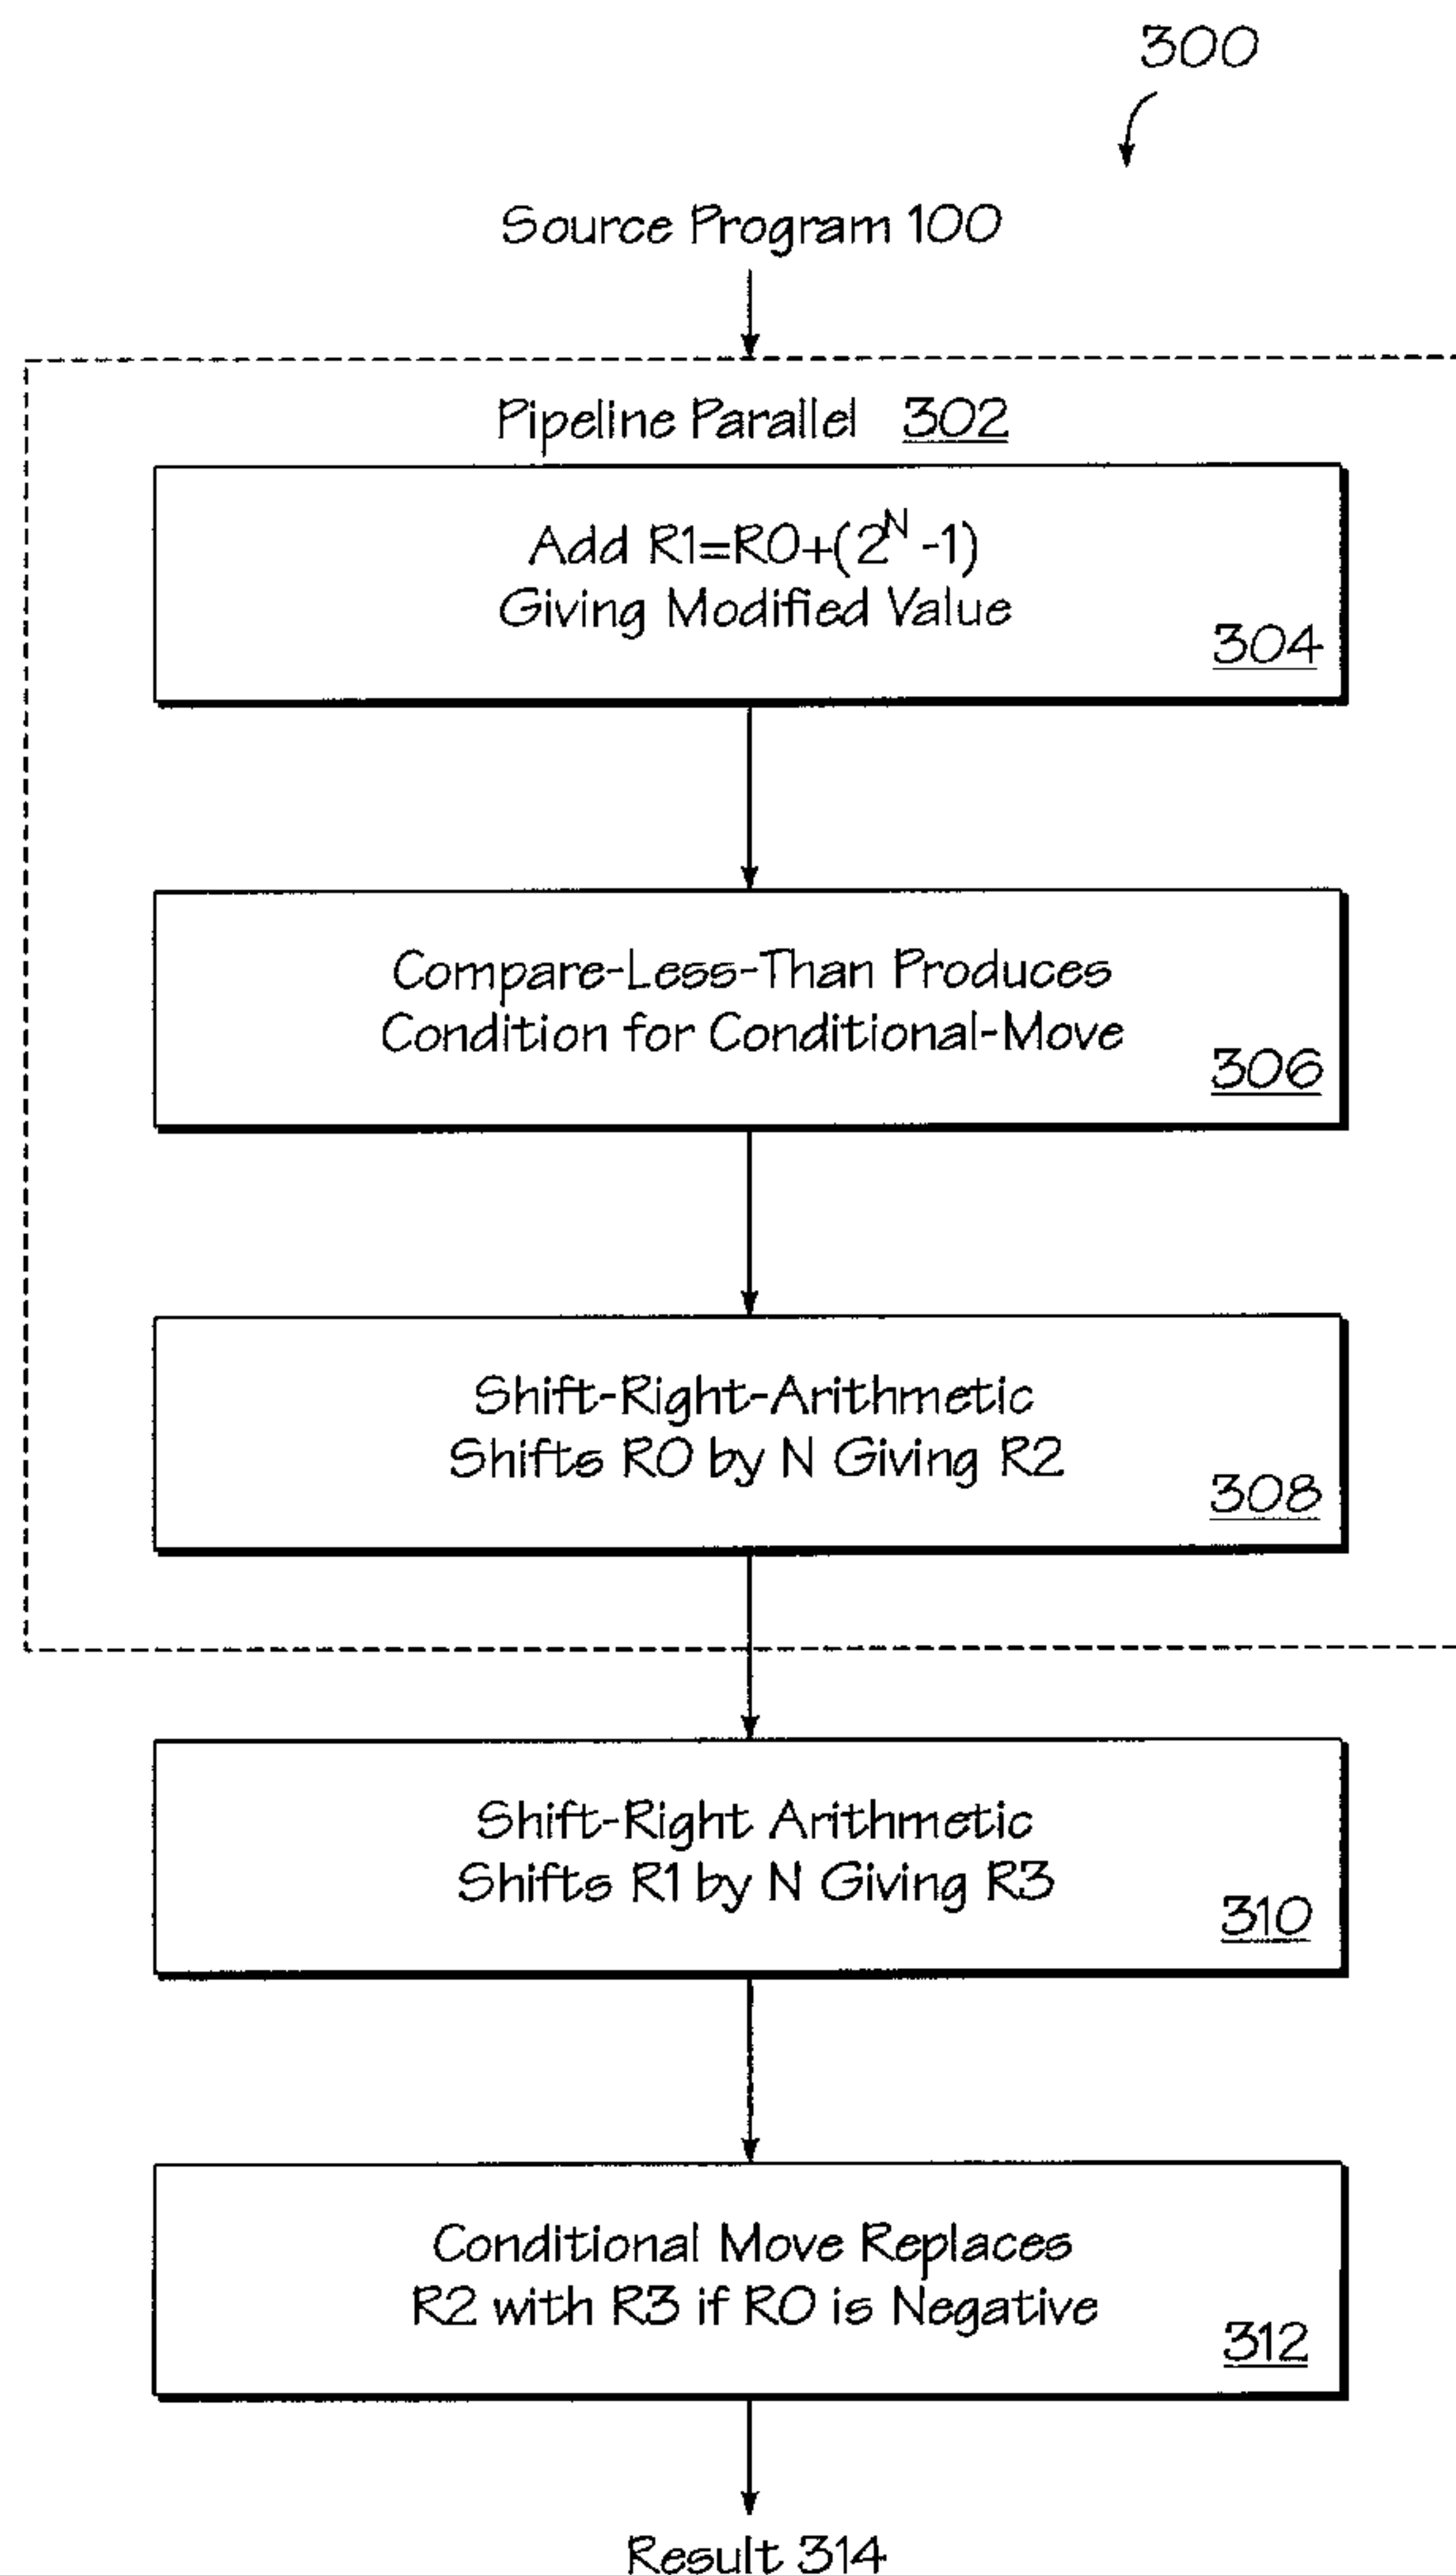 300
Source Program 100
Pipeline Parallel 302
Add R1=R0+(2^N -1)
Giving Modified Value
304
Compare-Less-Than Produces
Condition for Conditional-Move
306
Shift-Right-Arithmetic
Shifts R0 by N Giving R2
308
Shift-Right Arithmetic
Shifts R1 by N Giving R3
310
Conditional Move Replaces
R2 with R3 if R0 is Negative
312
Result 314